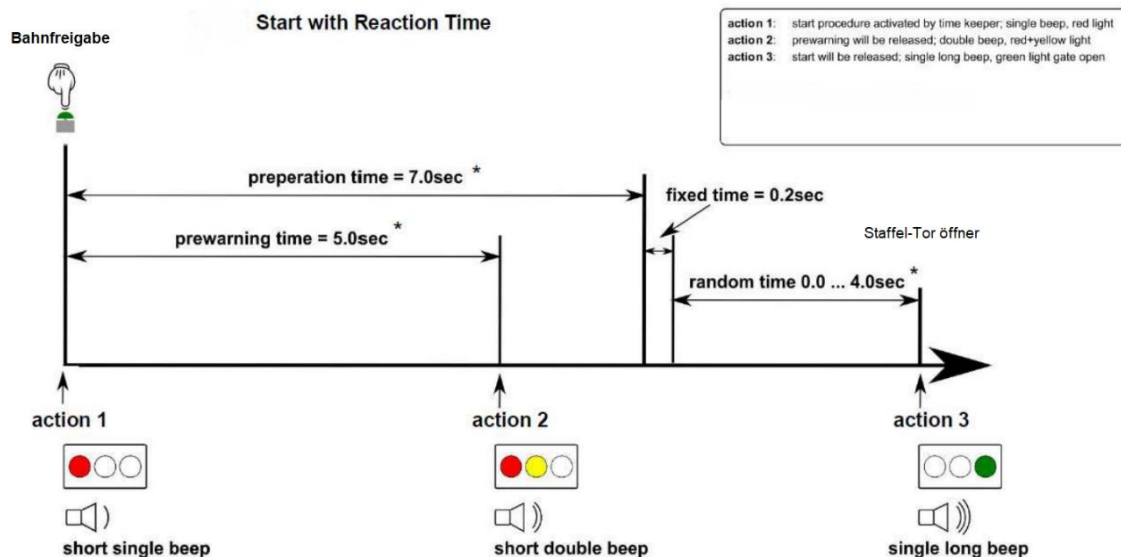 Start with Reaction Time
Bahnfreigabe
action 1: start procedure activated by time keeper; single beep, red light
action 2: prewarning will be released; double beep, red+yellow light
action 3: start will be released; single long beep, green light gate open
preperation time = 7.0sec *
fixed time = 0.2sec
prewarning time = 5.0sec *
Staffel-Tor öffner
random time 0.0 ... 4.0sec *
action 1
action 2
action 3
short single beep
short double beep
single long beep